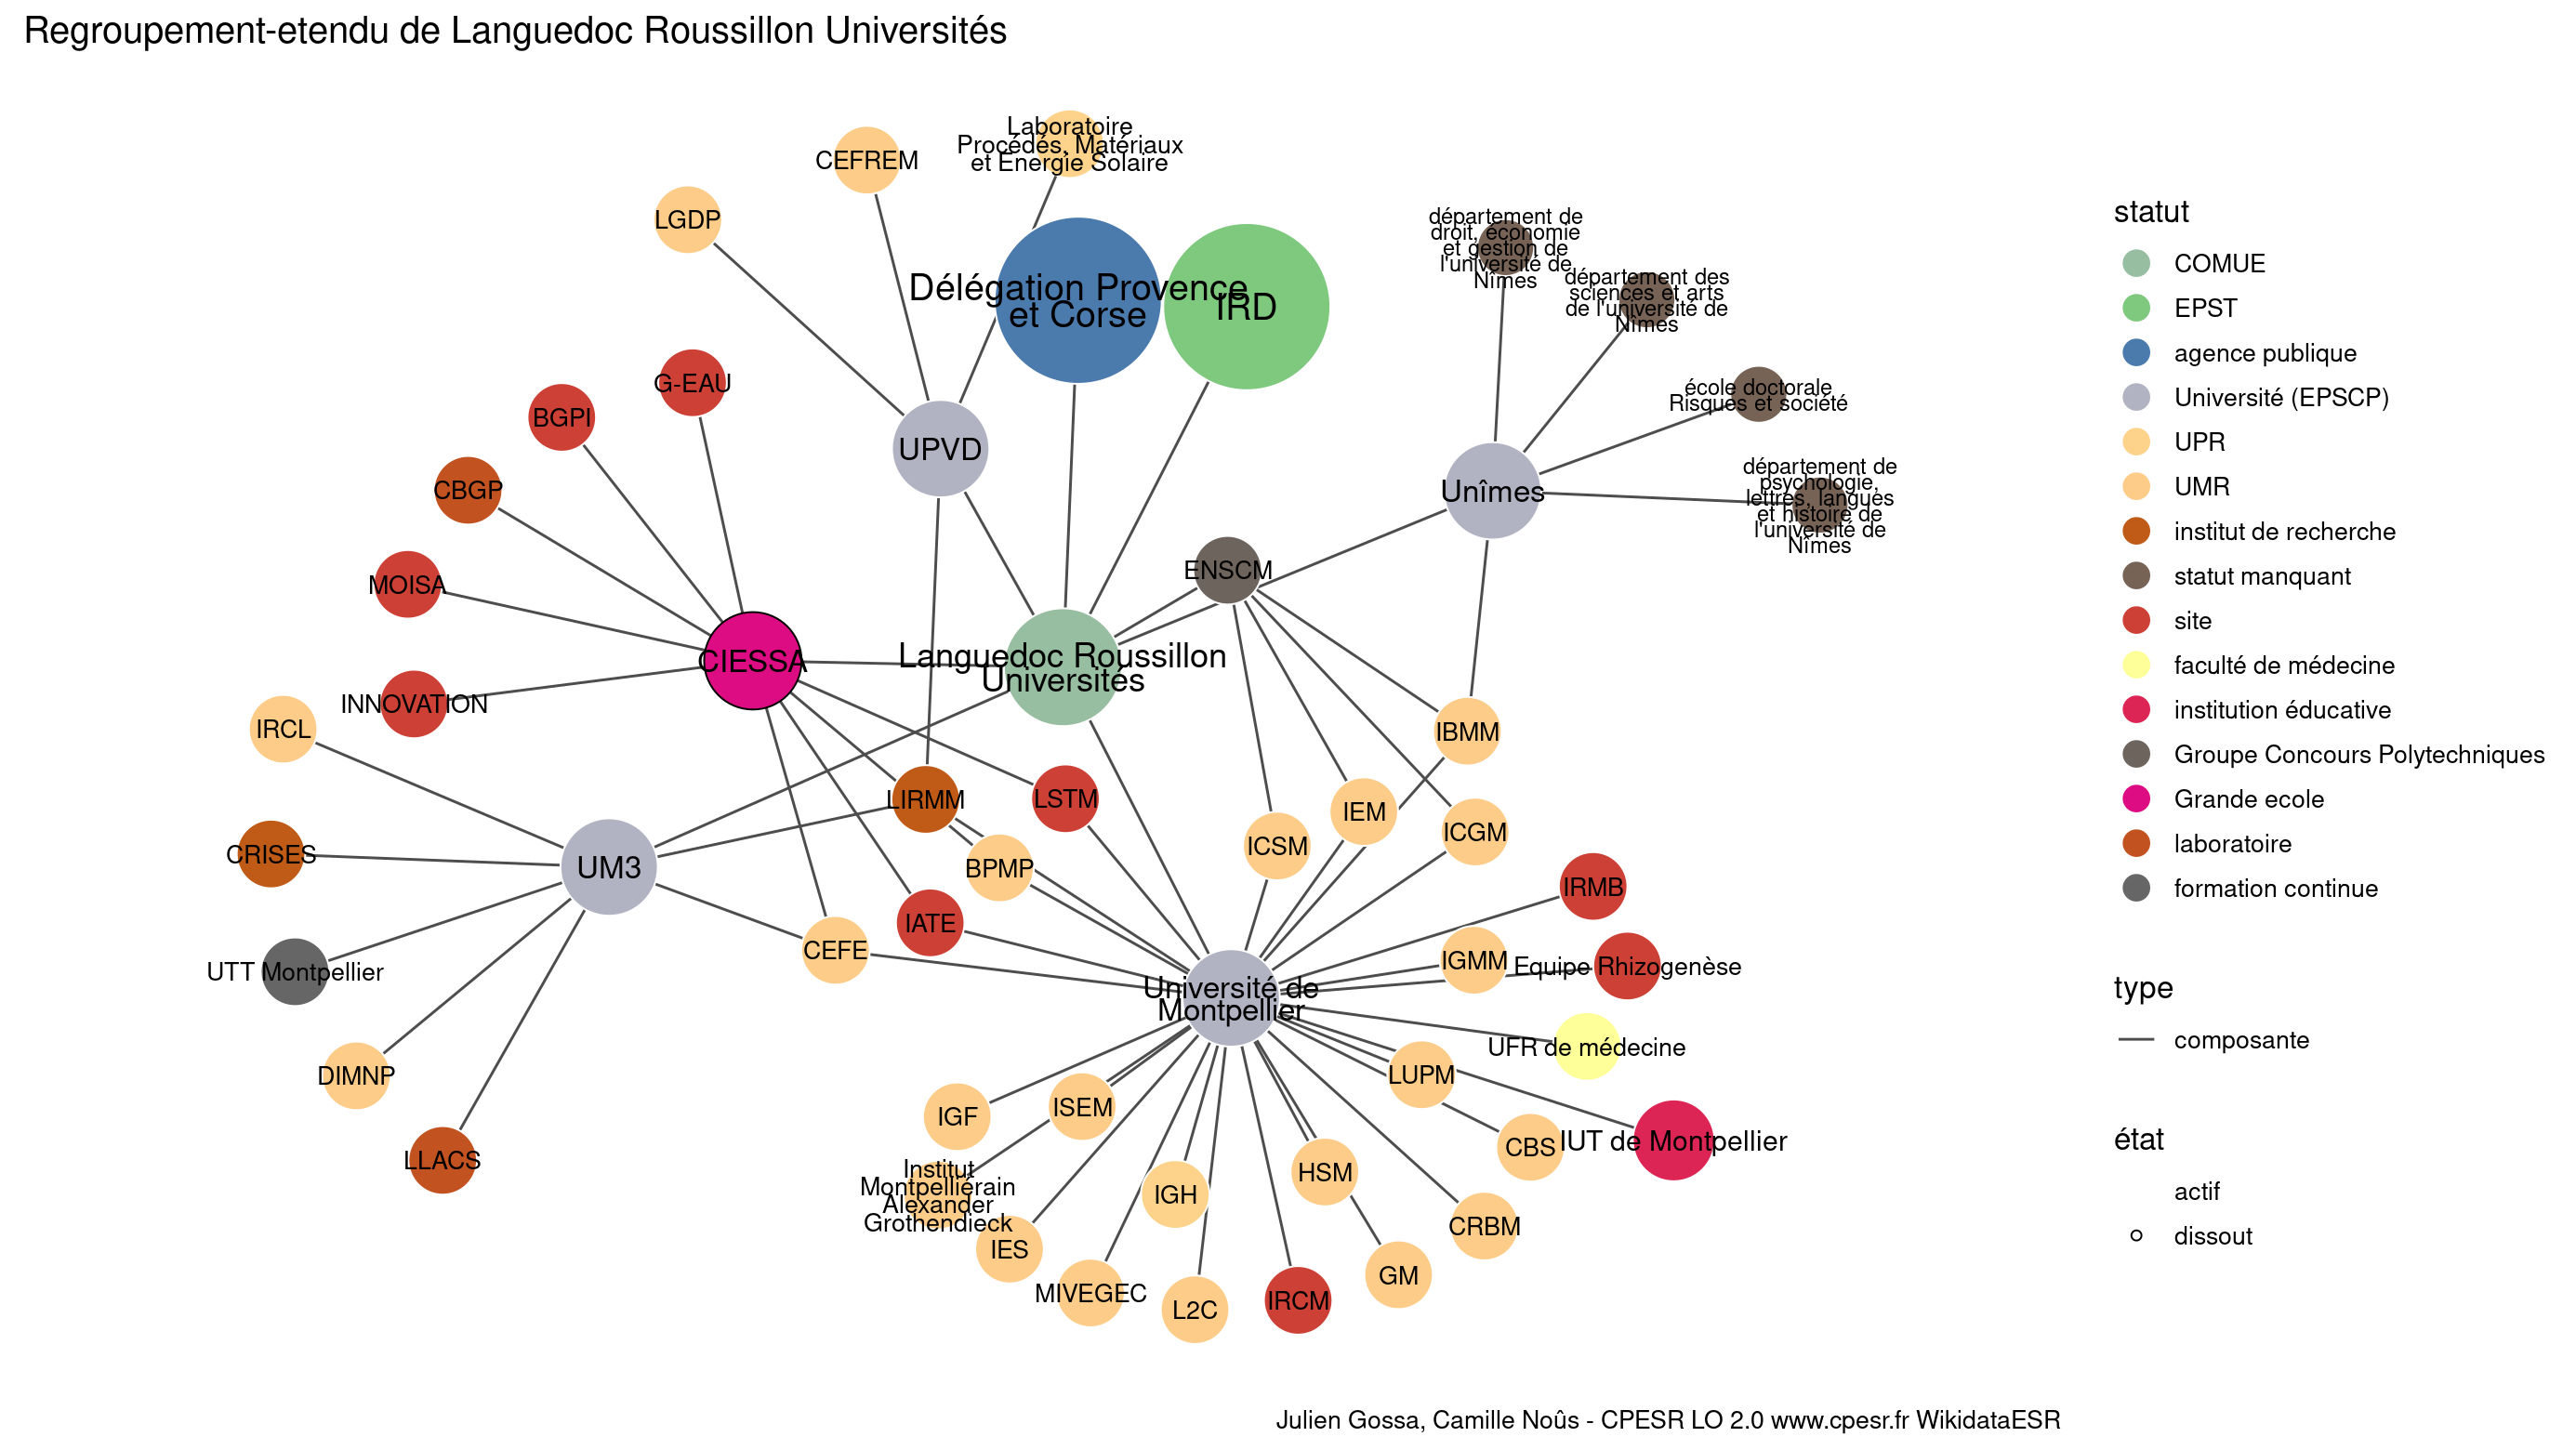 Regroupement-etendu de Languedoc Roussillon Universités
Laboratoire
Procédés, Matériaux
et Énergie Solaire
CEFREM
LGDP
Délégation Provence
et Corse
IRD
département de
droit, économie
et gestion de
l'université de
Nîmes
département des
sciences et arts
de l'université de
Nîmes
école doctorale
Risques et société
département de
psychologie,
lettres, langues
et histoire de
l'université de
Nîmes
G-EAU
BGPI
UPVD
CBGP
Unîmes
MOISA
ENSCM
CIESSA
Languedoc Roussillon
Universités
INNOVATION
IRCL
IBMM
LIRMM
LSTM
IEM
ICGM
ICSM
CRISES
UM3
BPMP
IRMB
IATE
CEFE
IGMM
Equipe Rhizogenèse
UTT Montpellier
Université de
Montpellier
UFR de médecine
DIMNP
LUPM
IGF
ISEM
LLACS
CBS
IUT de Montpellier
Institut
Montpelliérain
Alexander
Grothendieck
IGH
HSM
CRBM
IES
MIVEGEC
L2C
IRCM
GM
statut
COMUE
EPST
agence publique
Université (EPSCP)
UPR
UMR
institut de recherche
statut manquant
site
faculté de médecine
institution éducative
Groupe Concours Polytechniques
Grande ecole
laboratoire
formation continue
type
composante
état
actif
dissout
Julien Gossa, Camille Noûs - CPESR LO 2.0 www.cpesr.fr WikidataESR